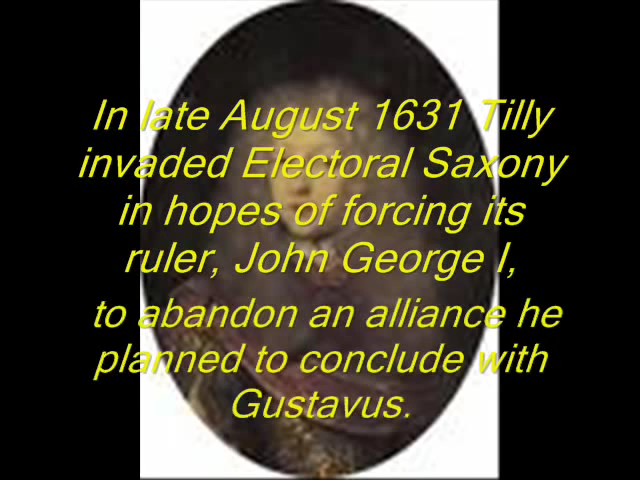 In late August 1631 Tilly
invaded Electoral Saxony
in hopes of forcing its
ruler, John George I,
to abandon an alliance he
planned to conclude with
Gustavus.